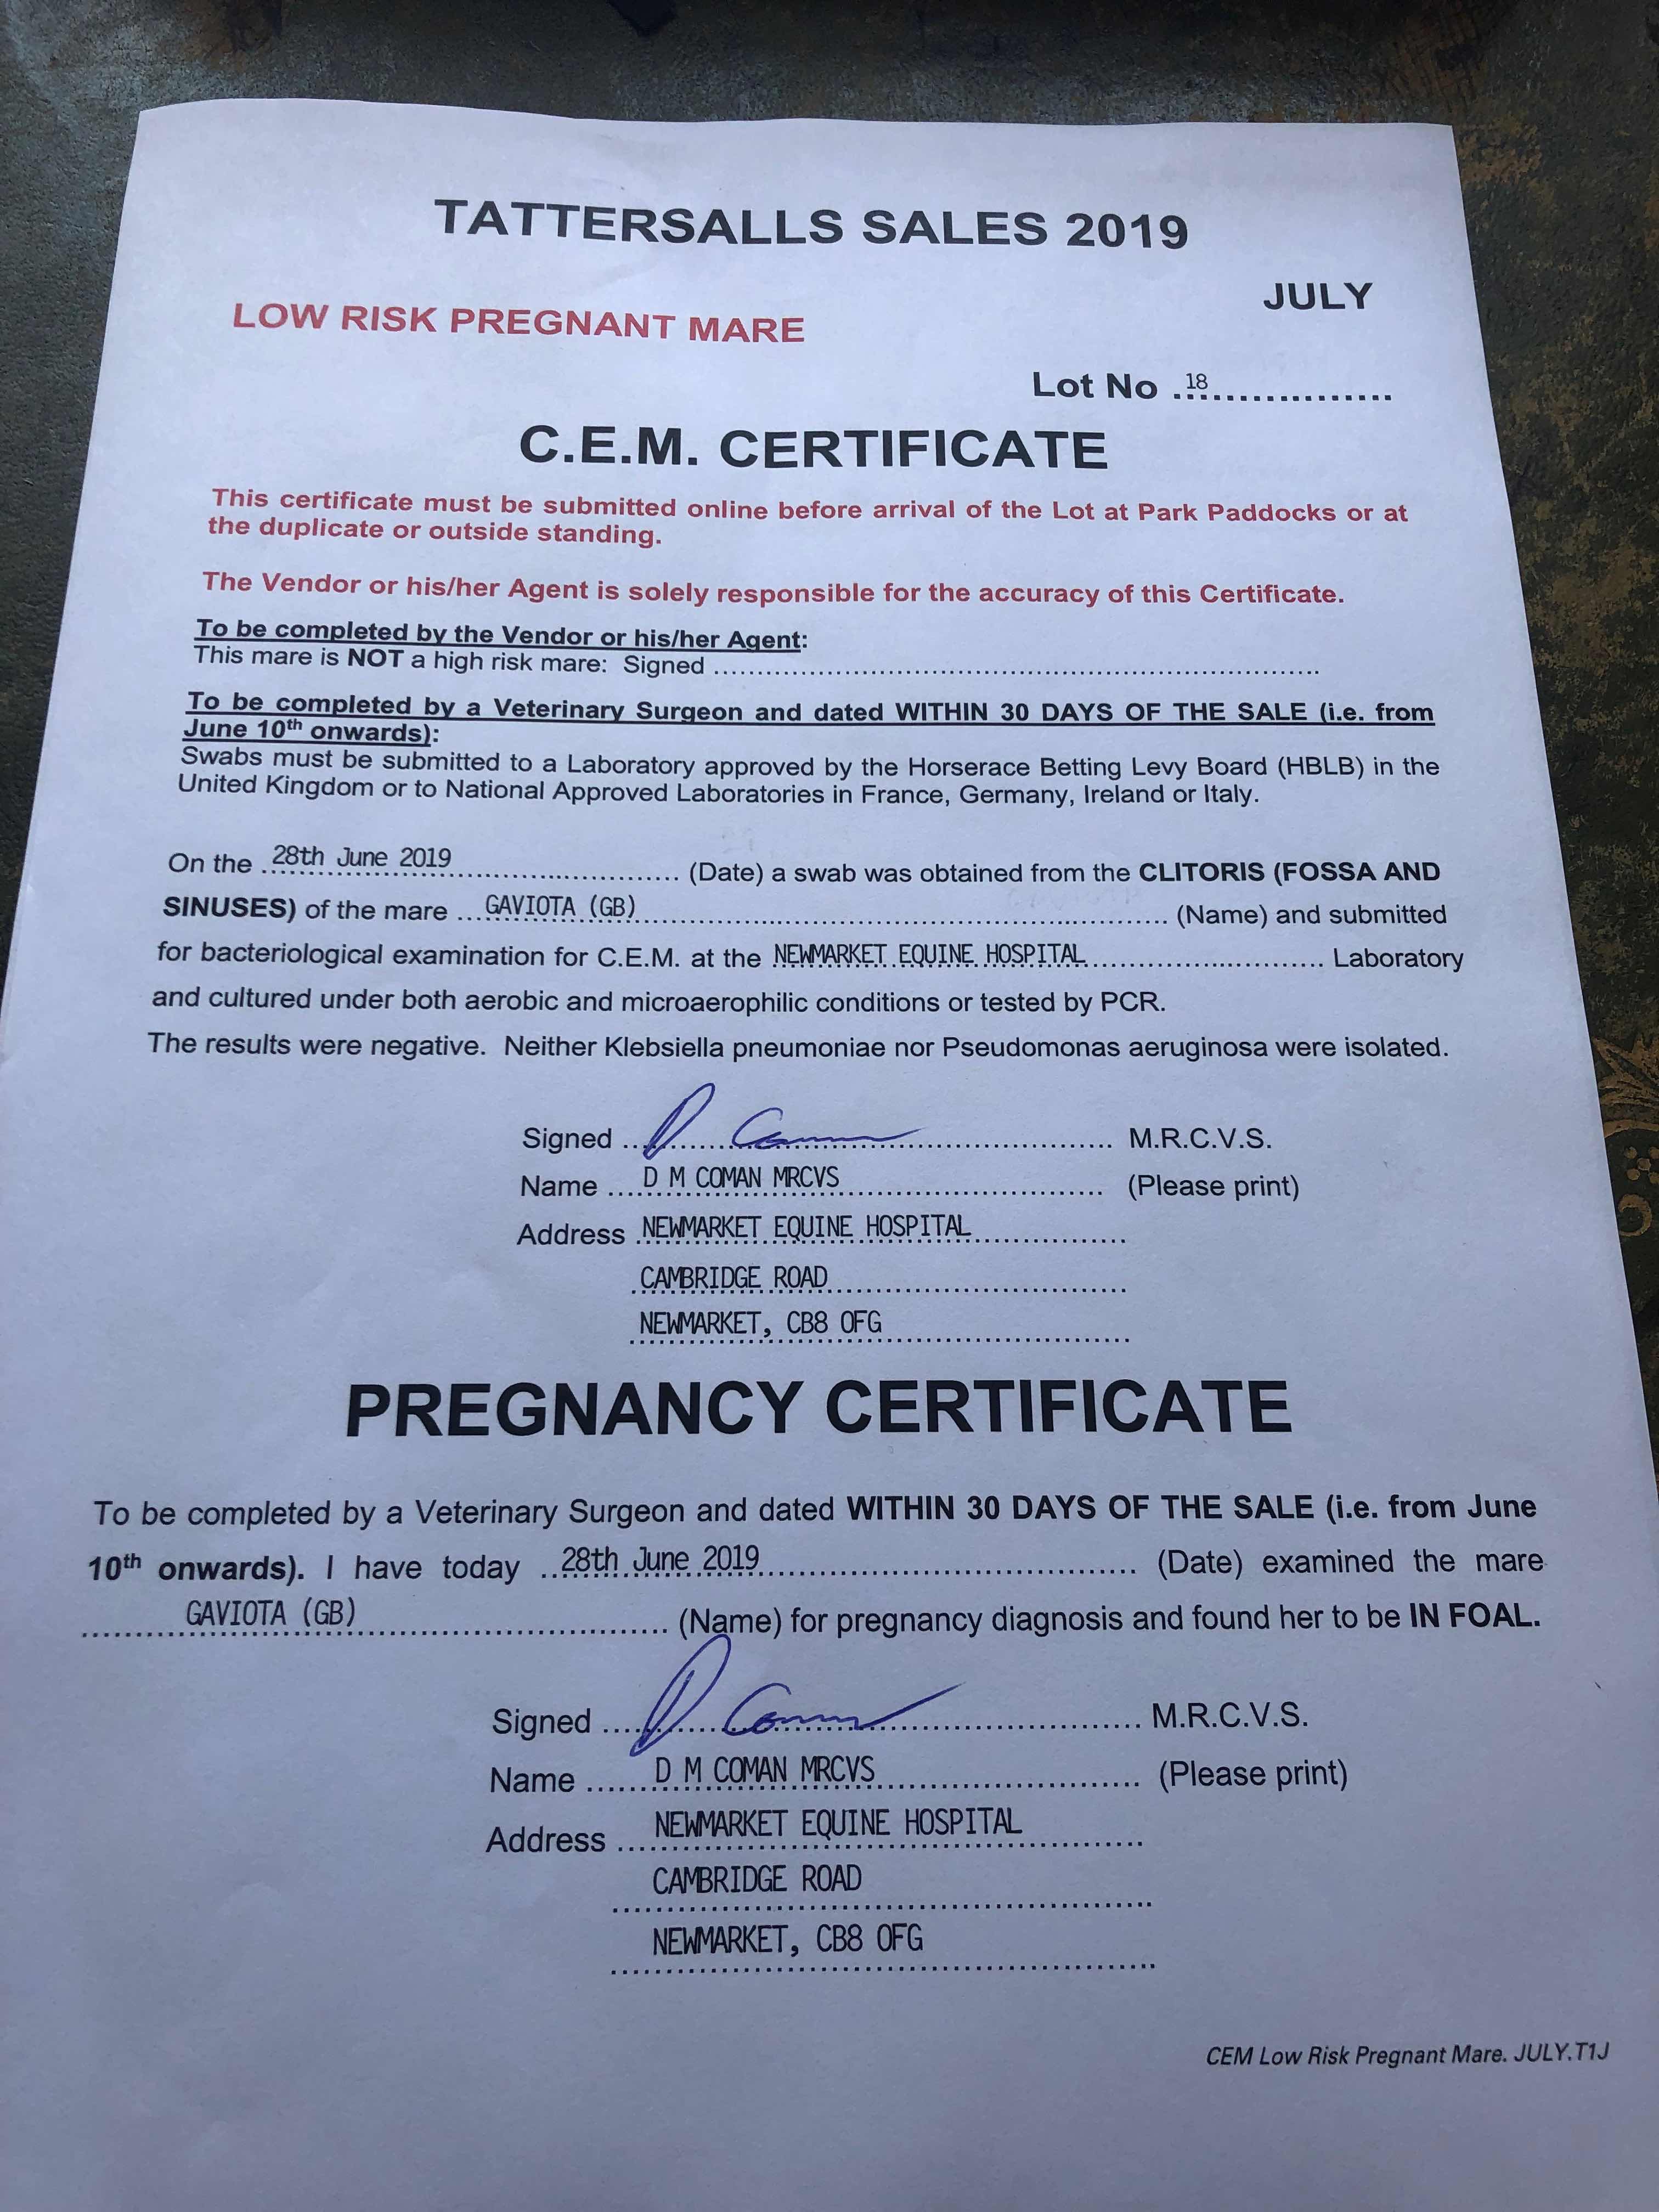 TATTERSALLS SALES 2019
JULY
LOW RISK PREGNANT MARE
Lot No 18
C.E.M. CERTIFICATE
This certificate must be submitted online before arrival of the Lot at Park Paddocks or at
the duplicate or outside standing.
The Vendor or his/her Agent is solely responsible for the accuracy of this Certificate.
To be completed by the Vendor or his/her Agent:
This mare is NOT a high risk mare: Signed
To be completed by a Veterinary Surgeon and dated WITHIN 30 DAYS OF THE SALE (i.e. from
June 10th onwards):
Swabs must be submitted to a Laboratory approved by the Horserace Betting Levy Board (HBLB) in the
United Kingdom or to National Approved Laboratories in France, Germany, Ireland or Italy.
On the 28th June 2019 (Date) a swab was obtained from the CLITORIS (FOSSA AND
SINUSES) of the mare GAVIOTA (GB) (Name) and submitted
for bacteriological examination for C.E.M. at the NEWMARKET EQUINE HOSPITAL Laboratory
and cultured under both aerobic and microaerophilic conditions or tested by PCR.
The results were negative. Neither Klebsiella pneumoniae nor Pseudomonas aeruginosa were isolated.
Signed D Coman M.R.C.V.S.
Name D M COMAN MRCVS (Please print)
Address NEWMARKET EQUINE HOSPITAL
CAMBRIDGE ROAD
NEWMARKET, CB8 0FG
PREGNANCY CERTIFICATE
To be completed by a Veterinary Surgeon and dated WITHIN 30 DAYS OF THE SALE (i.e. from June
10th onwards). I have today 28th June 2019 (Date) examined the mare
GAVIOTA (GB) (Name) for pregnancy diagnosis and found her to be IN FOAL.
Signed D Coman M.R.C.V.S.
Name D M COMAN MRCVS (Please print)
Address NEWMARKET EQUINE HOSPITAL
CAMBRIDGE ROAD
NEWMARKET, CB8 0FG
CEM Low Risk Pregnant Mare. JULY.T1J